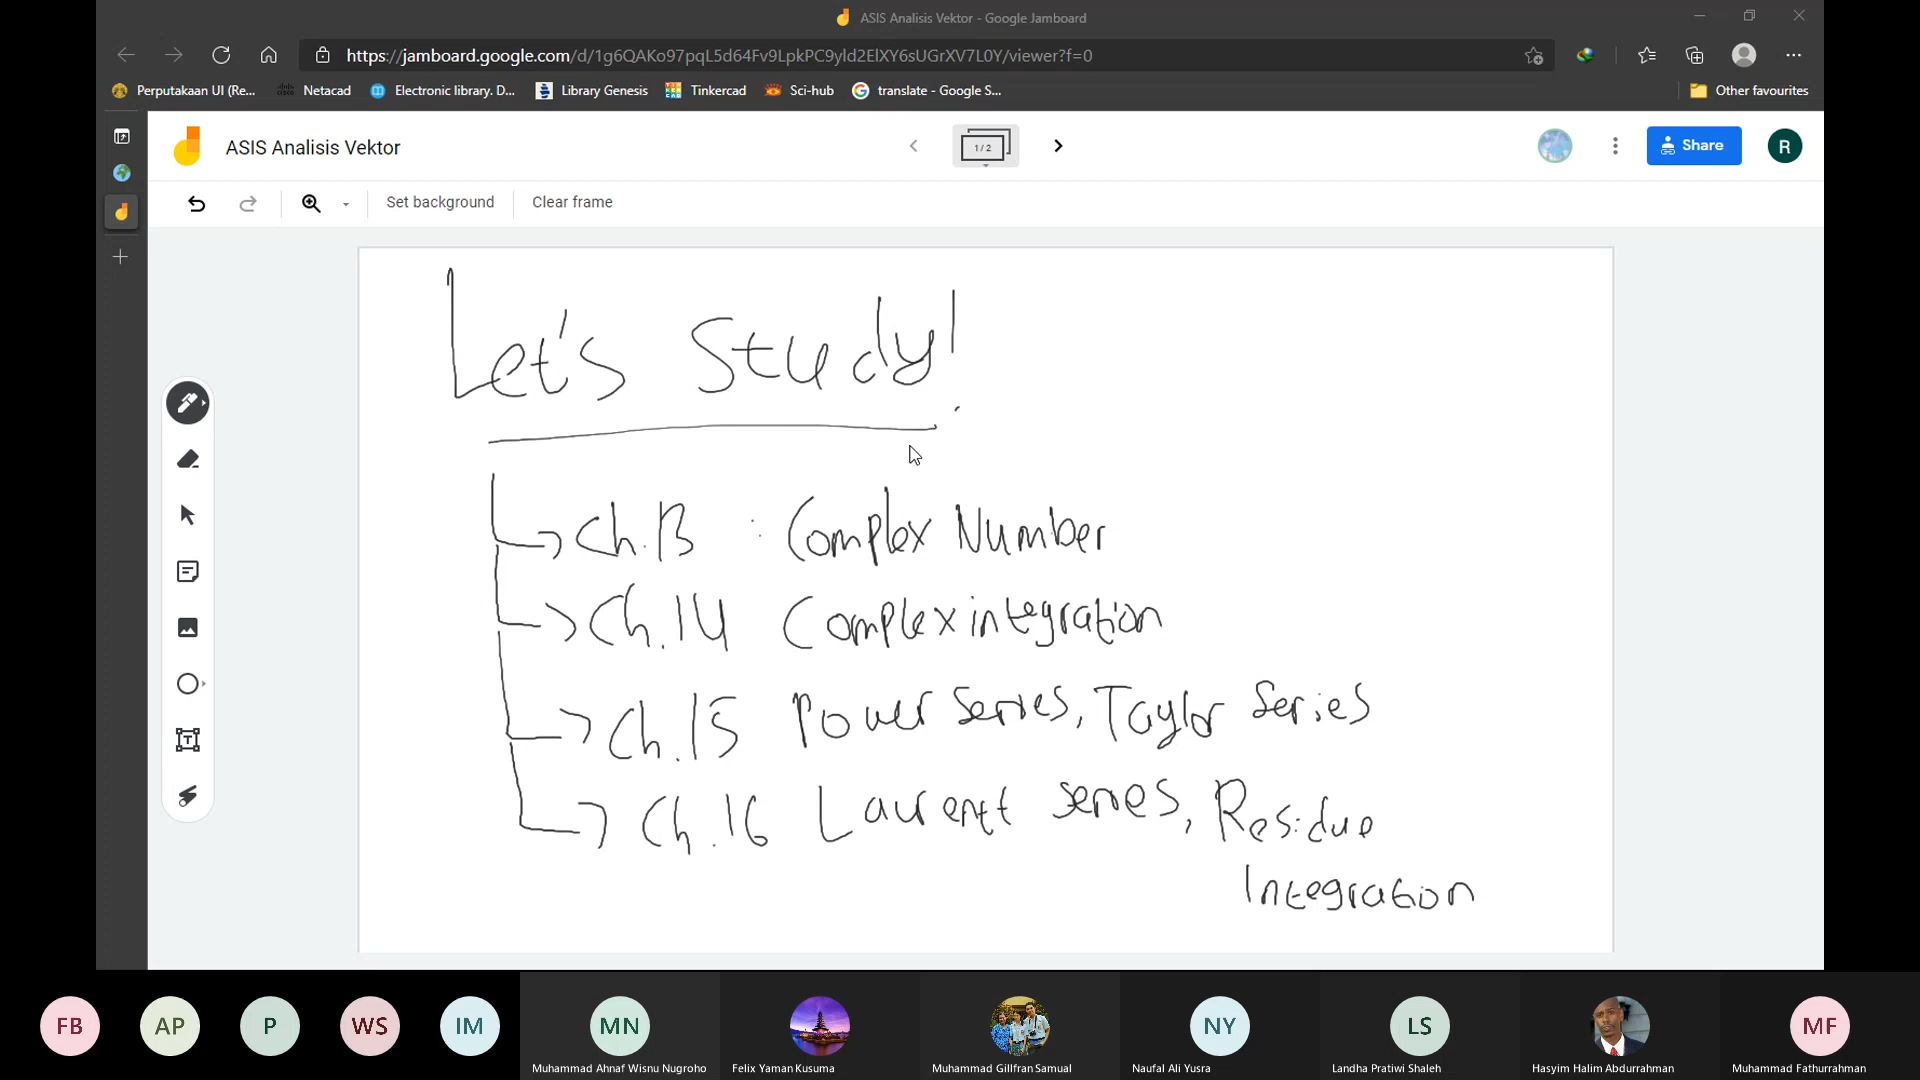 ASIS Analisis Vektor - Google Jamboard
https://jamboard.google.com/d/1g6QAKo97pqL5d64Fv9LpkPC9yld2ElXY6sUGrXV7L0Y/viewer?f=0
Perputakaan UI (Re... Netacad Electronic library. D... Library Genesis Tinkercad Sci-hub translate - Google S... Other favourites
ASIS Analisis Vektor 1/2 Share R
Set background Clear frame
Let's Study!
Ch.13 : Complex Number
Ch.14 Complex integration
Ch.15 Power Series, Taylor Series
Ch.16 Laurent series, Residue
Integration
FB AP P WS IM MN NY LS MF
Muhammad Ahnaf Wisnu Nugroho Felix Yaman Kusuma Muhammad Gillfran Samual Naufal Ali Yusra Landha Pratiwi Shaleh Hasyim Halim Abdurrahman Muhammad Fathurrahman